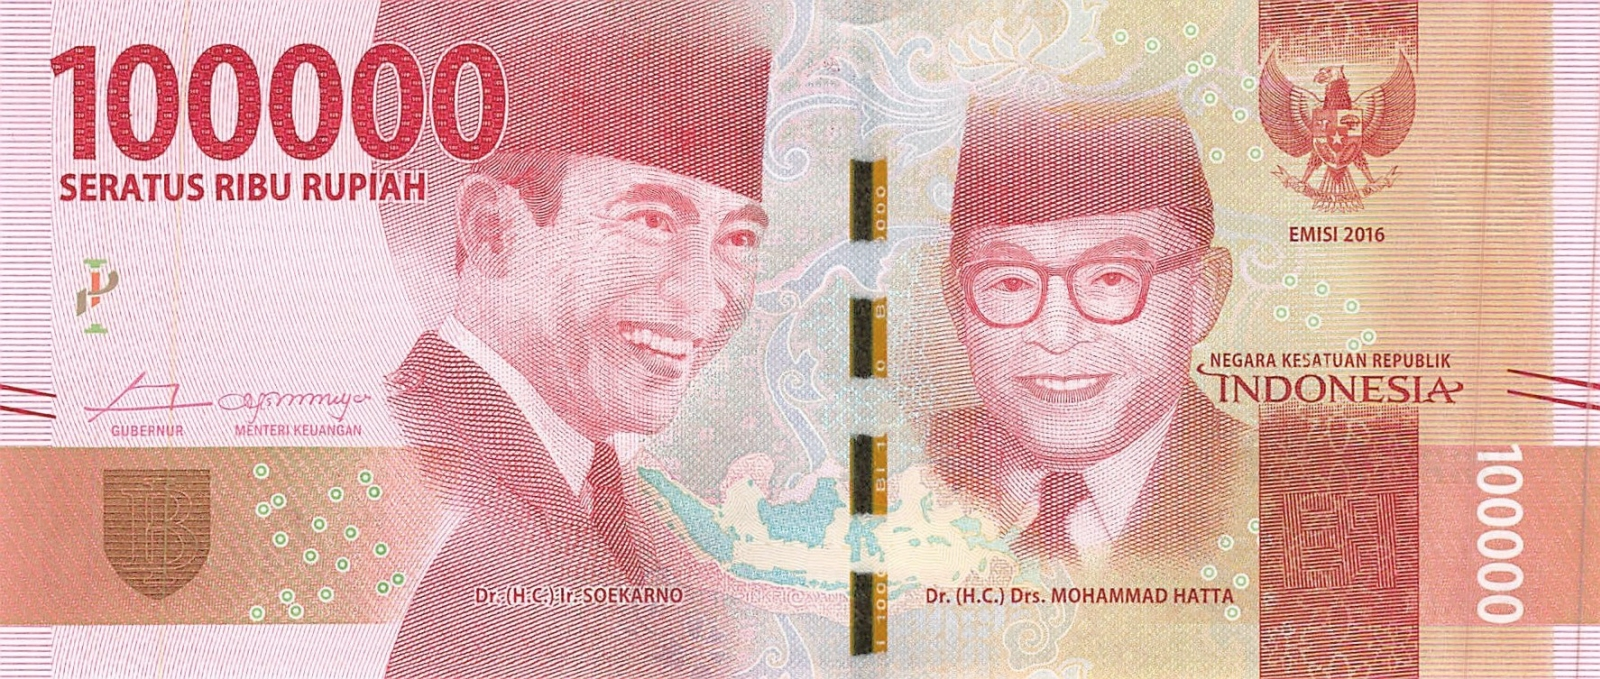 100000
SERATUS RIBU RUPIAH
EMISI 2016
NEGARA KESATUAN REPUBLIK
INDONESIA
GUBERNUR
MENTERI KEUANGAN
100000
Dr. (H.C.) Ir. SOEKARNO
Dr. (H.C.) Drs. MOHAMMAD HATTA